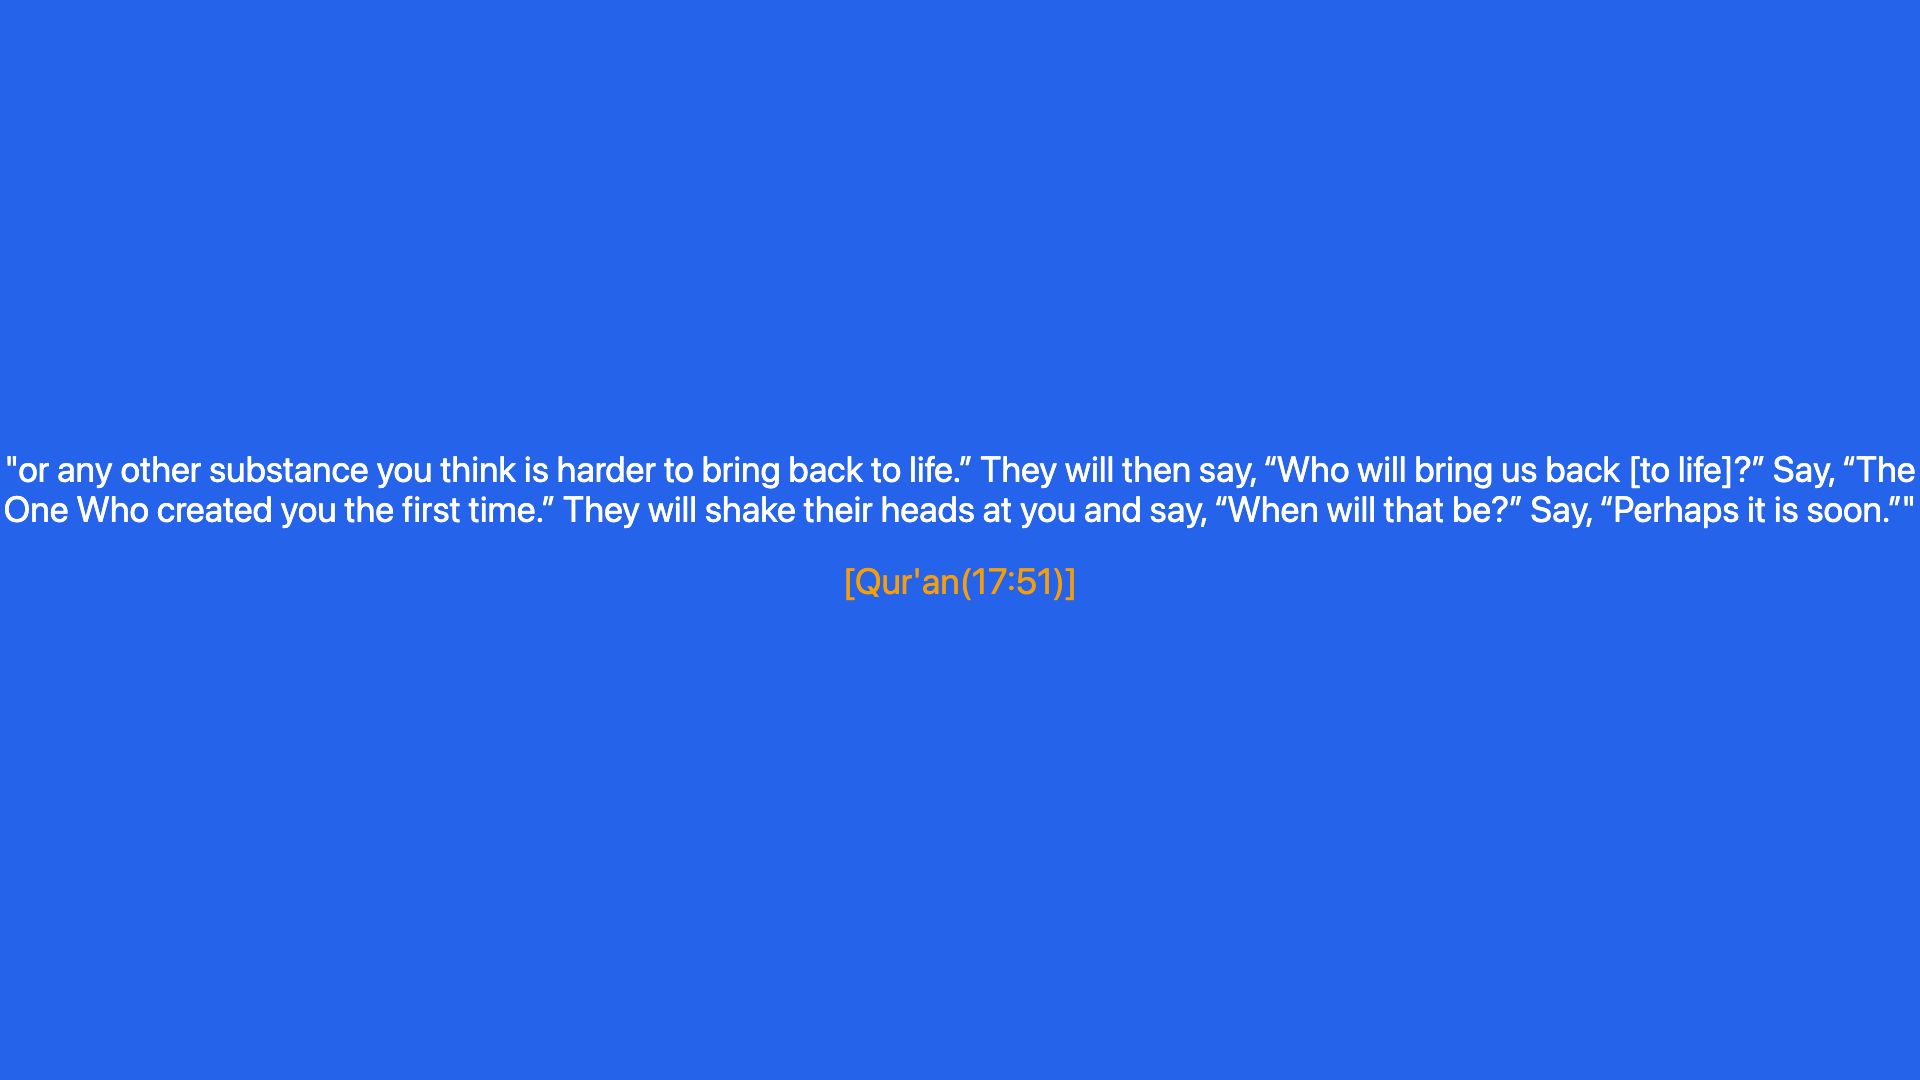 "or any other substance you think is harder to bring back to life.” They will then say, “Who will bring us back [to life]?” Say, “The
One Who created you the first time.” They will shake their heads at you and say, “When will that be?” Say, “Perhaps it is soon.”"
[Qur'an(17:51)]